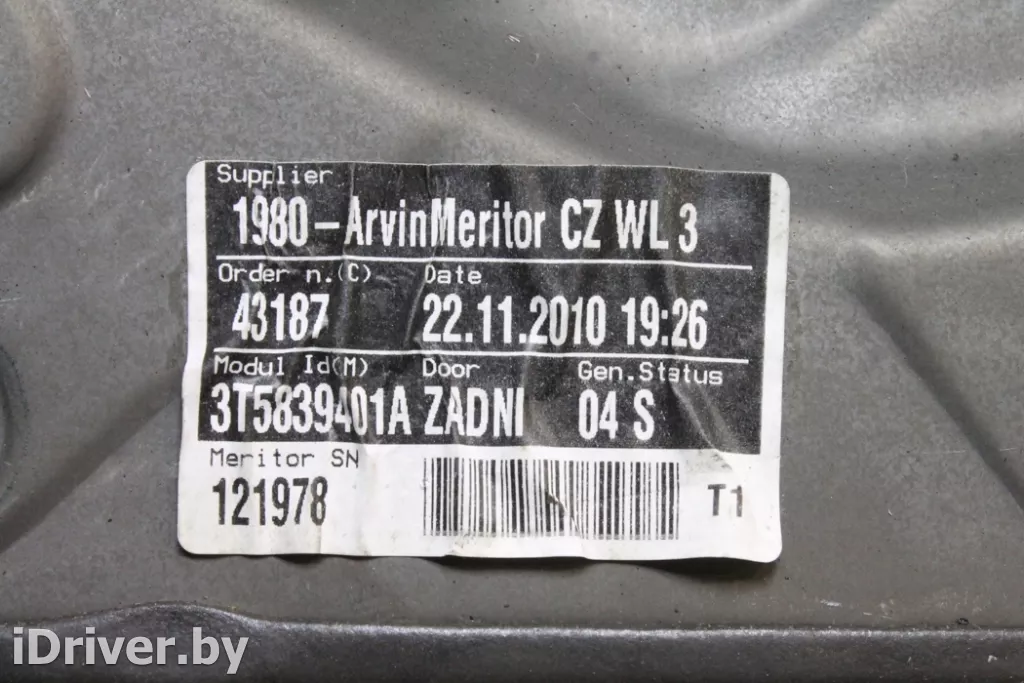 Supplier
1980-ArvinMeritor CZ WL 3
Order n.(C) Date
43187 22.11.2010 19:26
Modul Id(M) Door Gen.Status
3T5839401A ZADNI 04 S
Meritor SN
121978 T1
iDriver.by